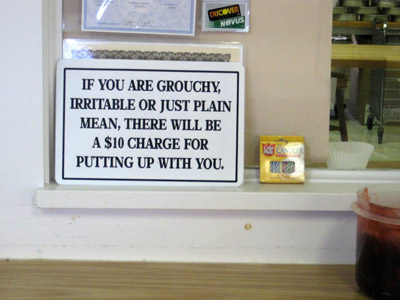 DISCOVER
NOVUS
IF YOU ARE GROUCHY,
IRRITABLE OR JUST PLAIN
MEAN, THERE WILL BE
A $10 CHARGE FOR
PUTTING UP WITH YOU.